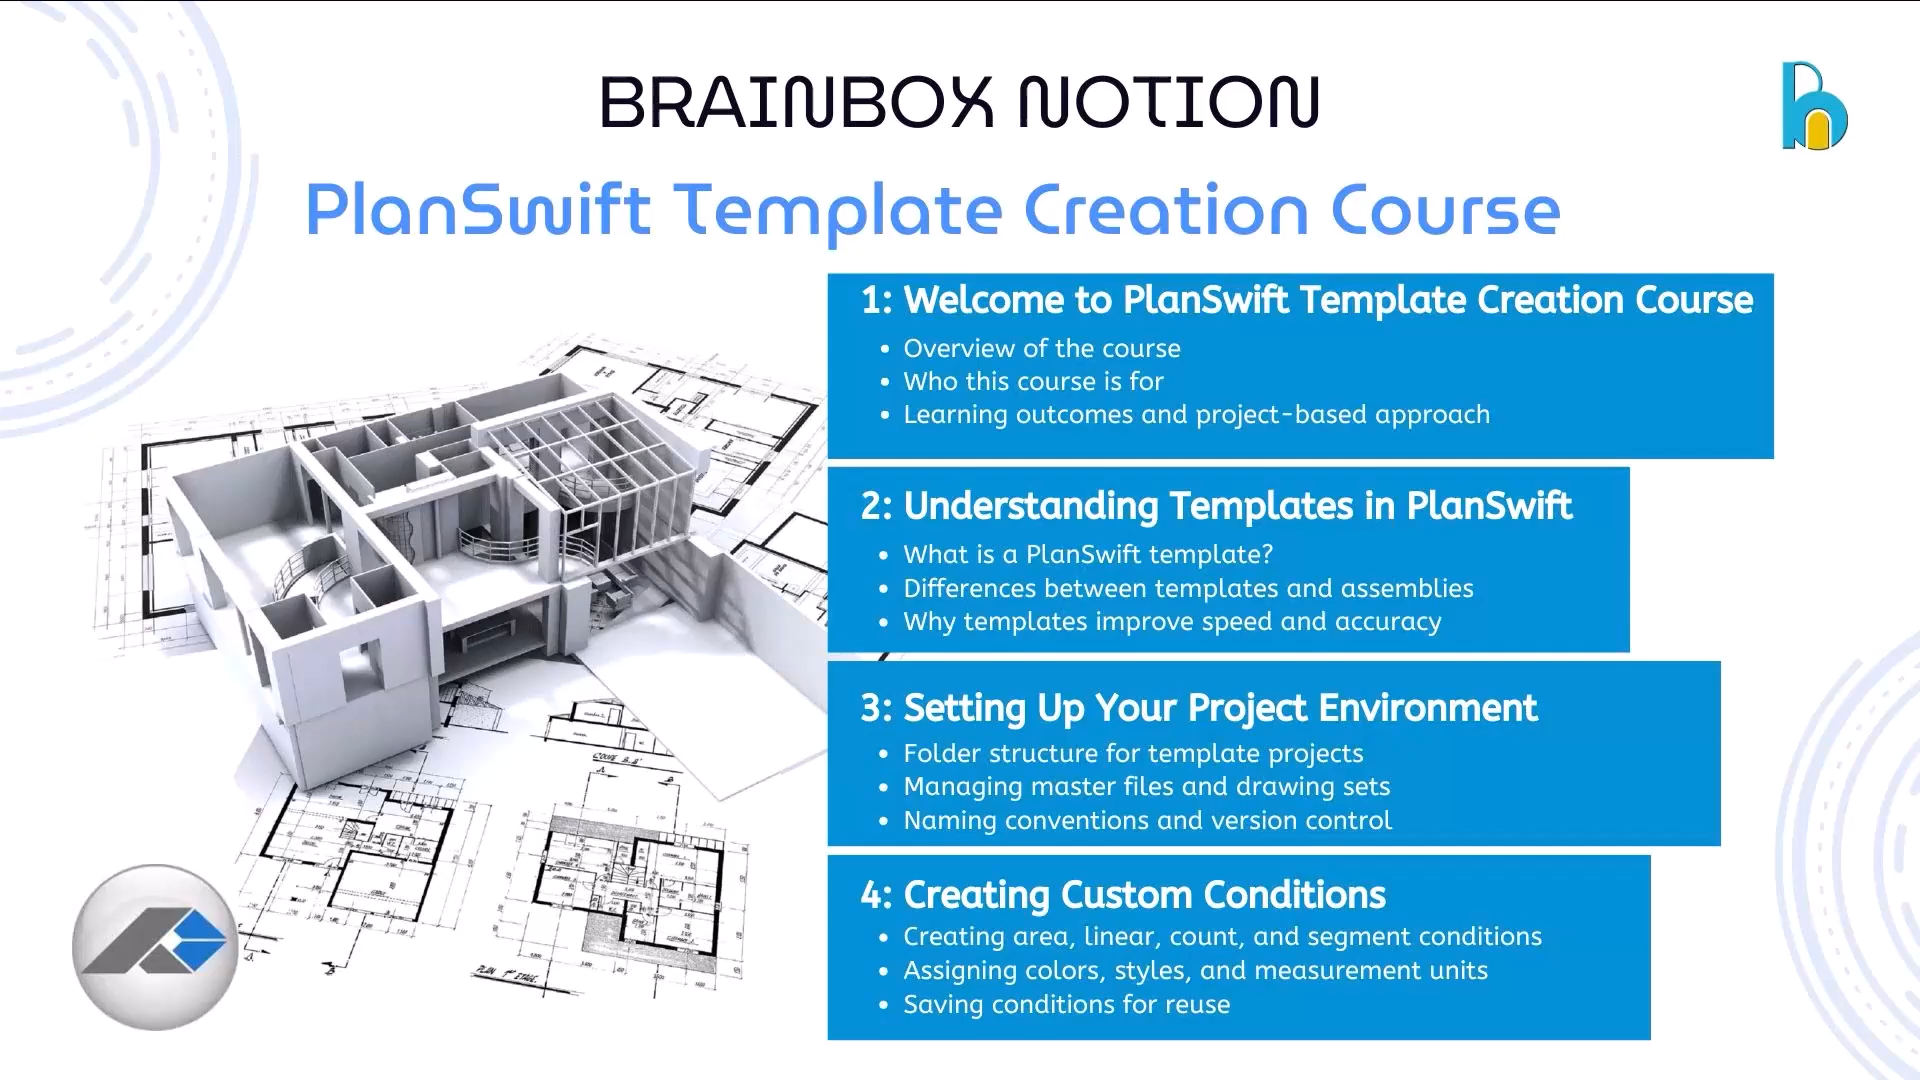 BRAINBOX NOTION
PlanSwift Template Creation Course
1: Welcome to PlanSwift Template Creation Course
• Overview of the course
• Who this course is for
• Learning outcomes and project-based approach
2: Understanding Templates in PlanSwift
• What is a PlanSwift template?
• Differences between templates and assemblies
• Why templates improve speed and accuracy
3: Setting Up Your Project Environment
• Folder structure for template projects
• Managing master files and drawing sets
• Naming conventions and version control
4: Creating Custom Conditions
• Creating area, linear, count, and segment conditions
• Assigning colors, styles, and measurement units
• Saving conditions for reuse
COUPE B.B'
PLAN 1º ETAGE.